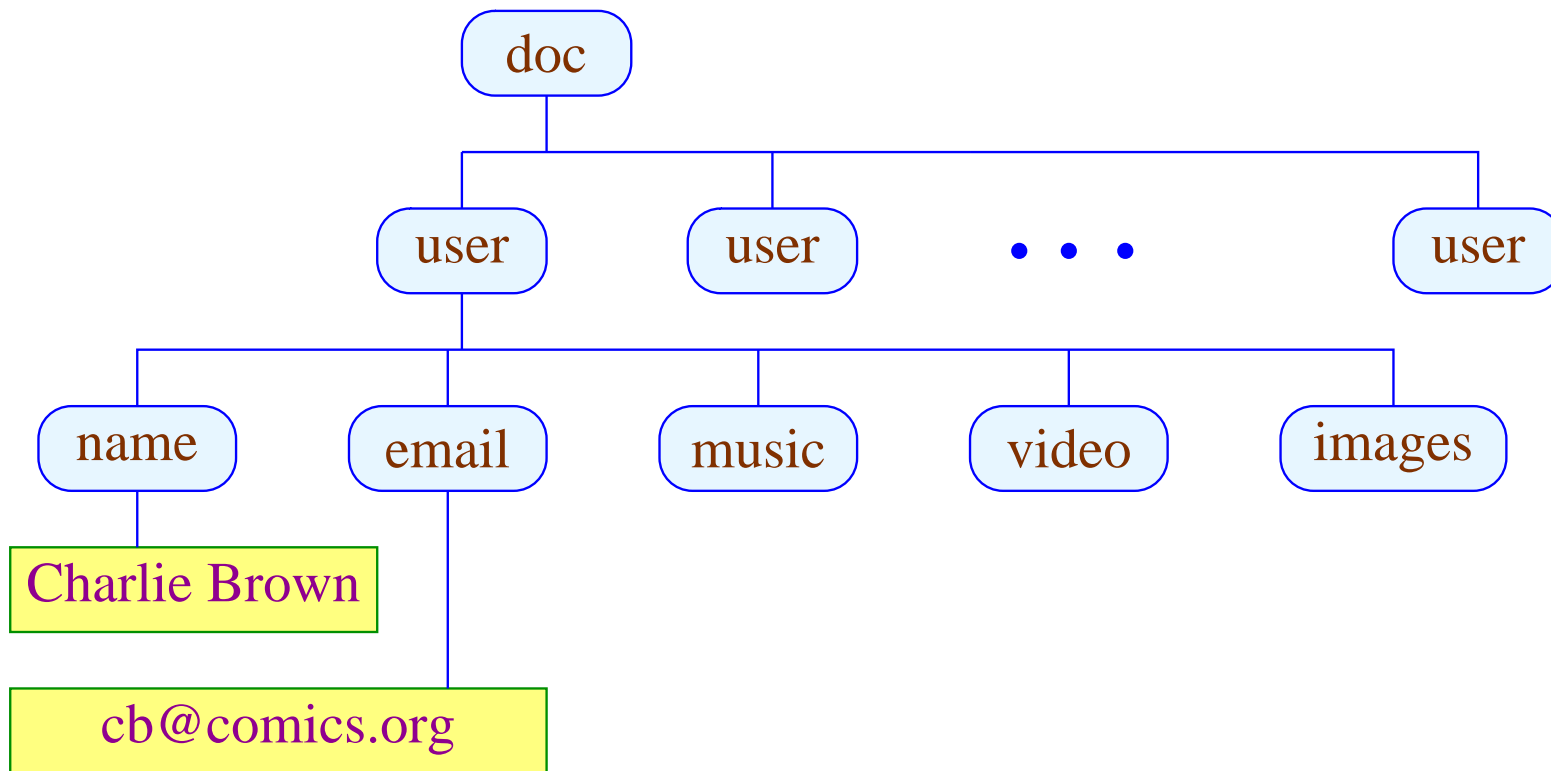 doc
user user • • • user
name email music video images
Charlie Brown
cb@comics.org